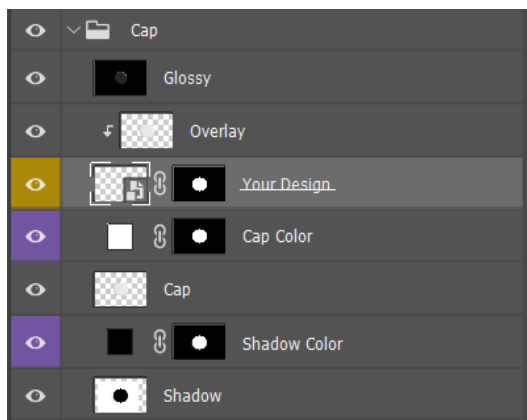 Cap
Glossy
Overlay
Your Design
Cap Color
Cap
Shadow Color
Shadow